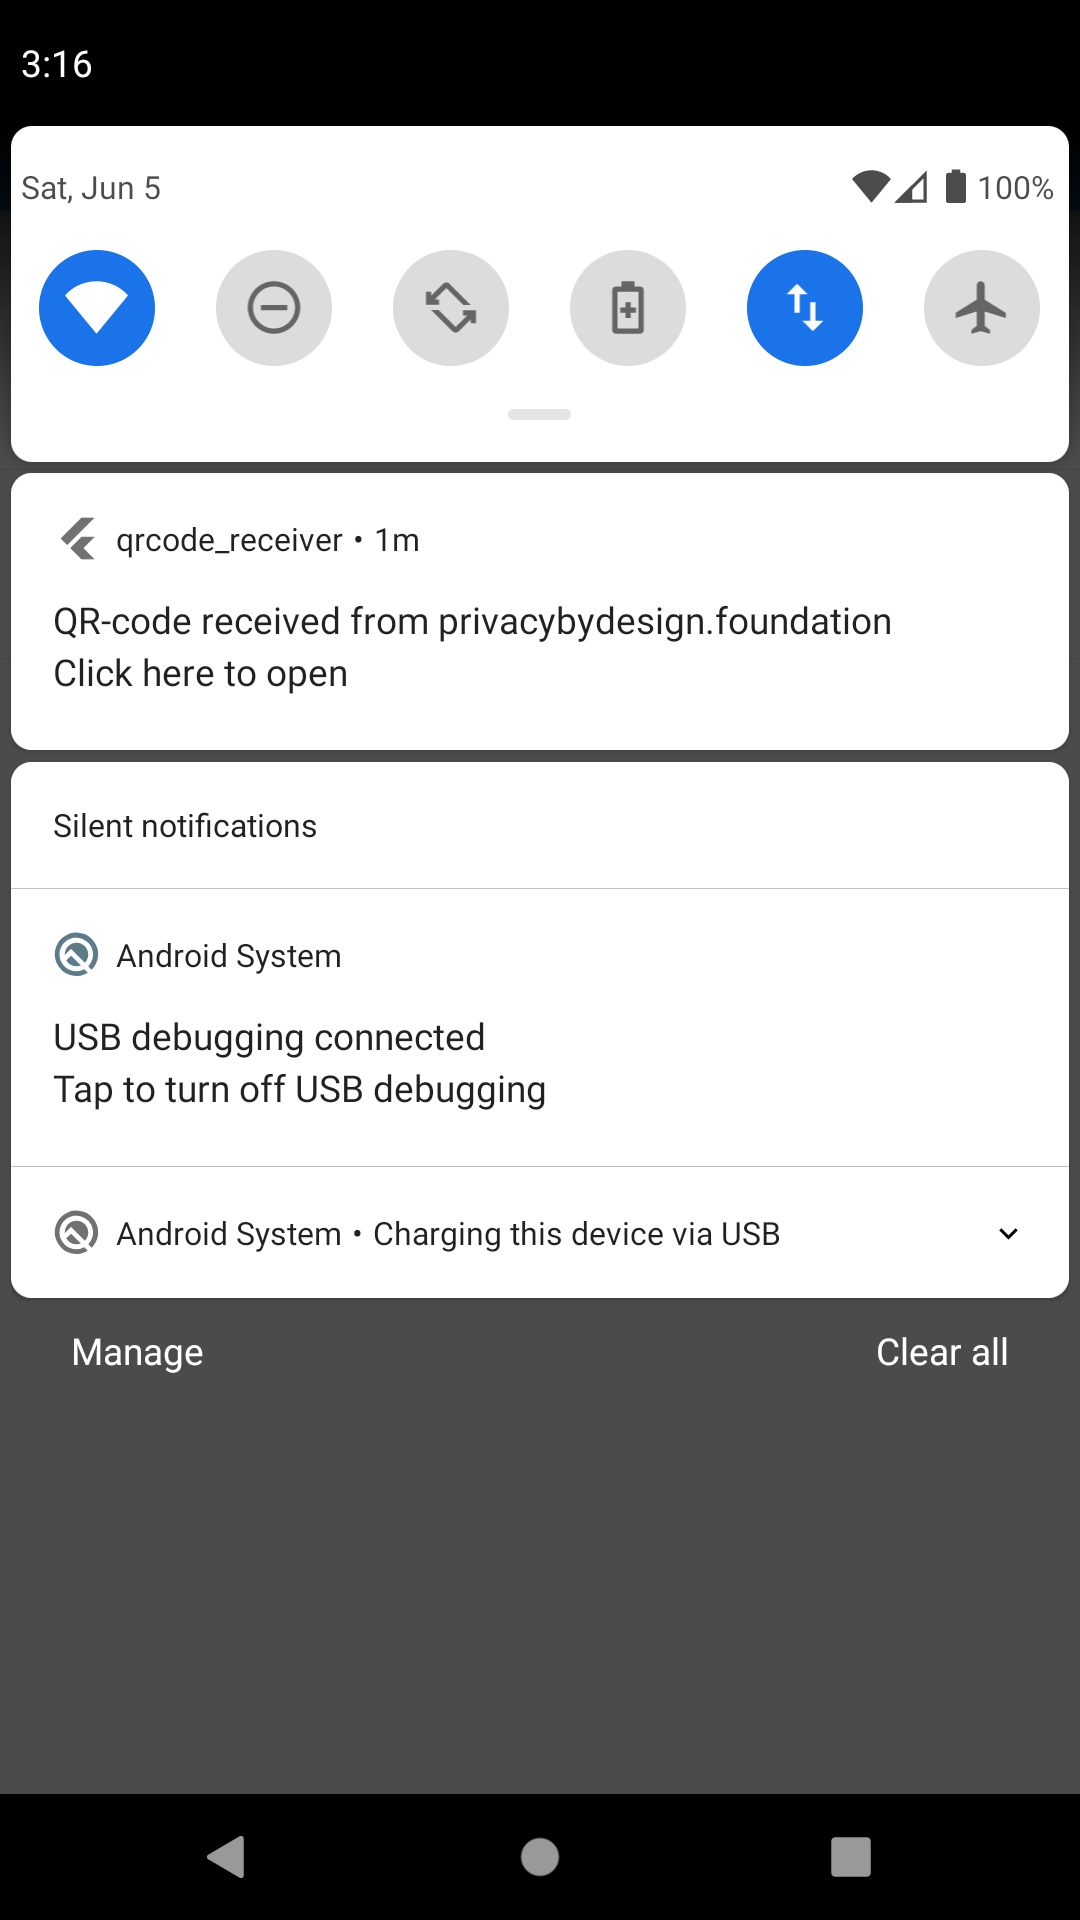 3:16
Sat, Jun 5
100%
qrcode_receiver • 1m
QR-code received from privacybydesign.foundation
Click here to open
Silent notifications
Android System
USB debugging connected
Tap to turn off USB debugging
Android System • Charging this device via USB
Manage
Clear all